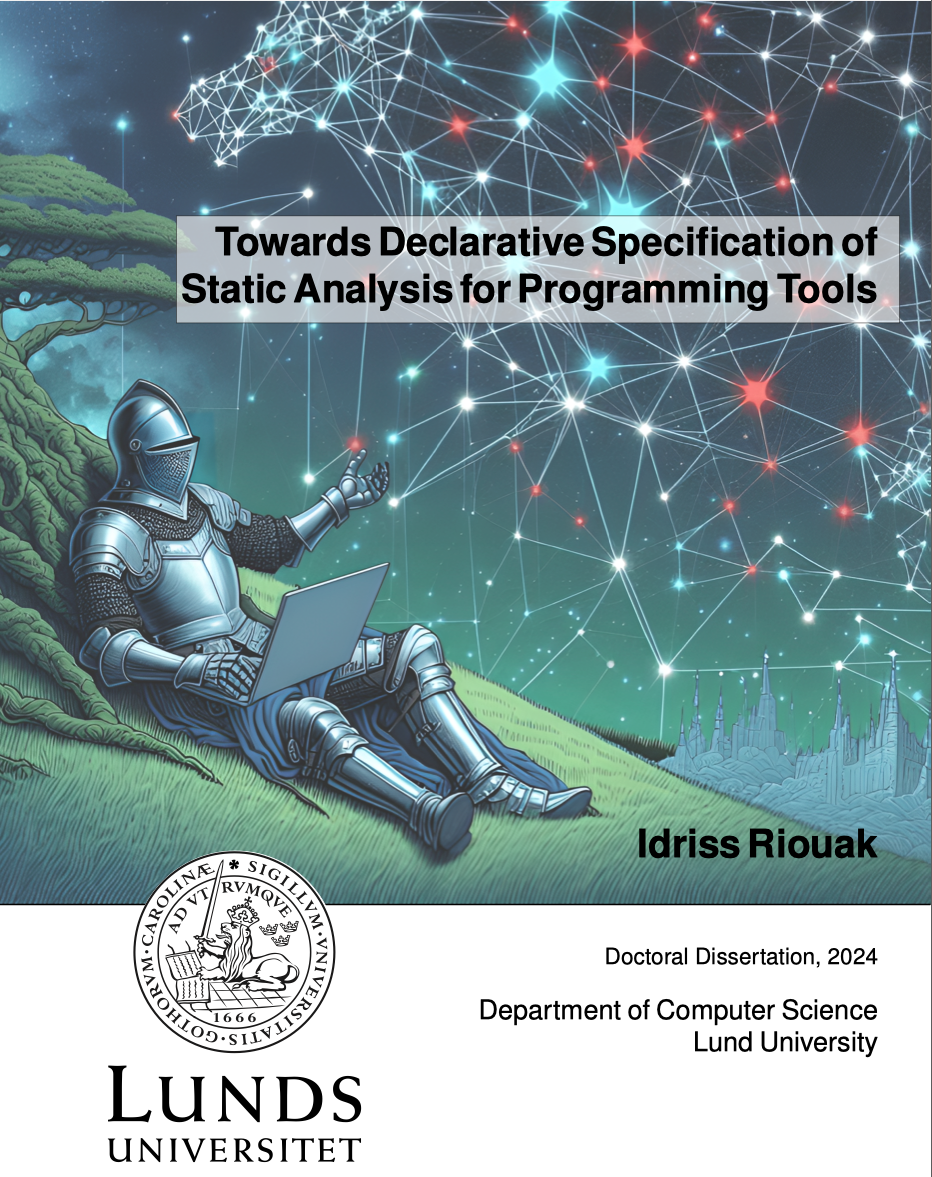 Towards Declarative Specification of
Static Analysis for Programming Tools
Idriss Riouak
SIGILLVM·VNIVERSITATIS·GOTHORVM·CAROLINÆ
AD VTRVMQVE
1666
Doctoral Dissertation, 2024
Department of Computer Science
Lund University
LUNDS
UNIVERSITET